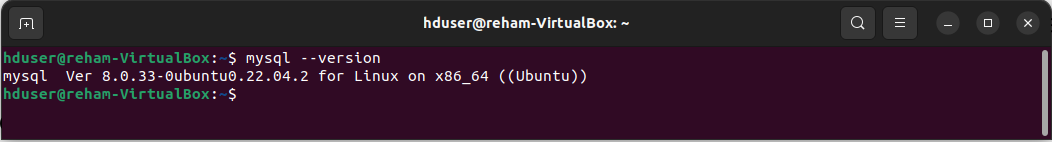 hduser@reham-VirtualBox: ~
hduser@reham-VirtualBox:~$ mysql --version
mysql  Ver 8.0.33-0ubuntu0.22.04.2 for Linux on x86_64 ((Ubuntu))
hduser@reham-VirtualBox:~$